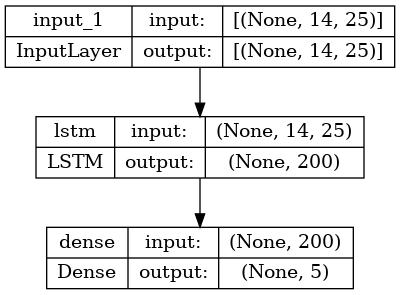 input_1 input: [(None, 14, 25)]
InputLayer output: [(None, 14, 25)]
lstm input: (None, 14, 25)
LSTM output: (None, 200)
dense input: (None, 200)
Dense output: (None, 5)